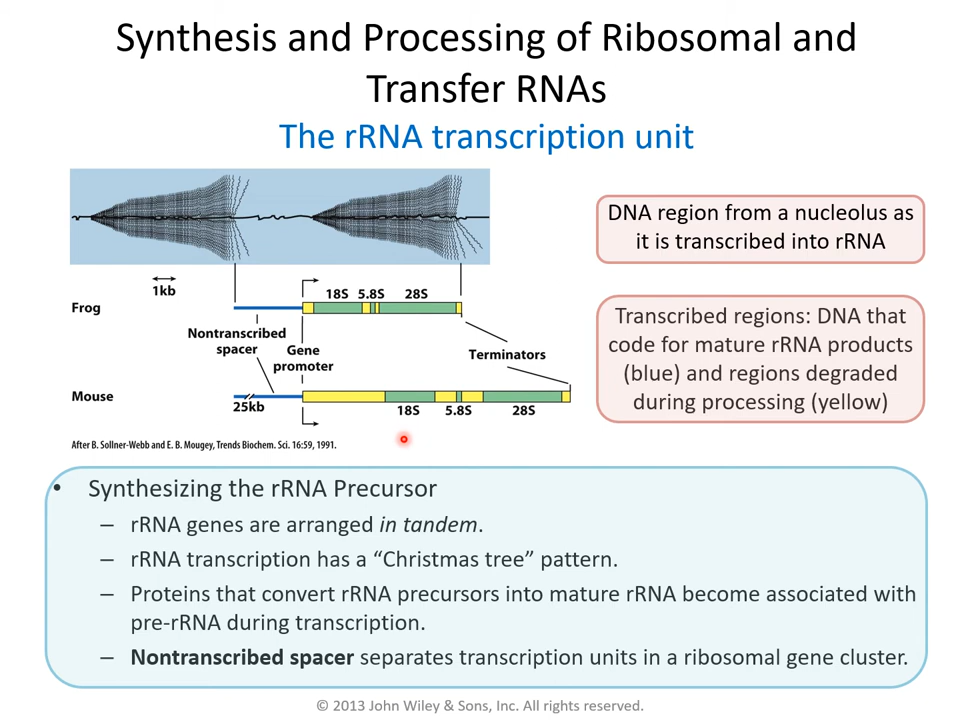 Synthesis and Processing of Ribosomal and
Transfer RNAs
The rRNA transcription unit
DNA region from a nucleolus as
it is transcribed into rRNA
1kb
18S 5.8S 28S
Frog
Nontranscribed
spacer
Gene
promoter
Terminators
Mouse
25kb
18S 5.8S 28S
After B. Sollner-Webb and E. B. Mougey, Trends Biochem. Sci. 16:59, 1991.
Transcribed regions: DNA that
code for mature rRNA products
(blue) and regions degraded
during processing (yellow)
• Synthesizing the rRNA Precursor
– rRNA genes are arranged in tandem.
– rRNA transcription has a “Christmas tree” pattern.
– Proteins that convert rRNA precursors into mature rRNA become associated with
pre-rRNA during transcription.
– Nontranscribed spacer separates transcription units in a ribosomal gene cluster.
© 2013 John Wiley & Sons, Inc. All rights reserved.